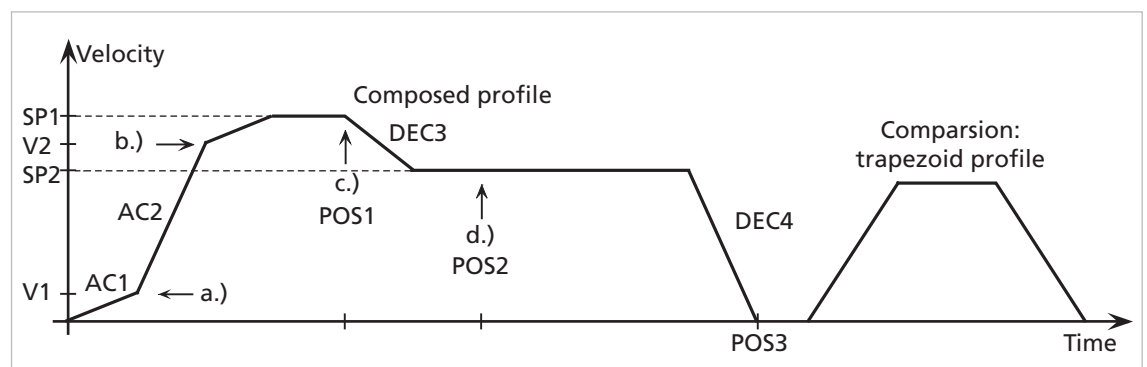 Velocity
Composed profile
SP1
DEC3
V2
b.)
Comparsion:
trapezoid profile
SP2
c.)
POS1
AC2
d.)
DEC4
POS2
AC1
V1
a.)
POS3
Time